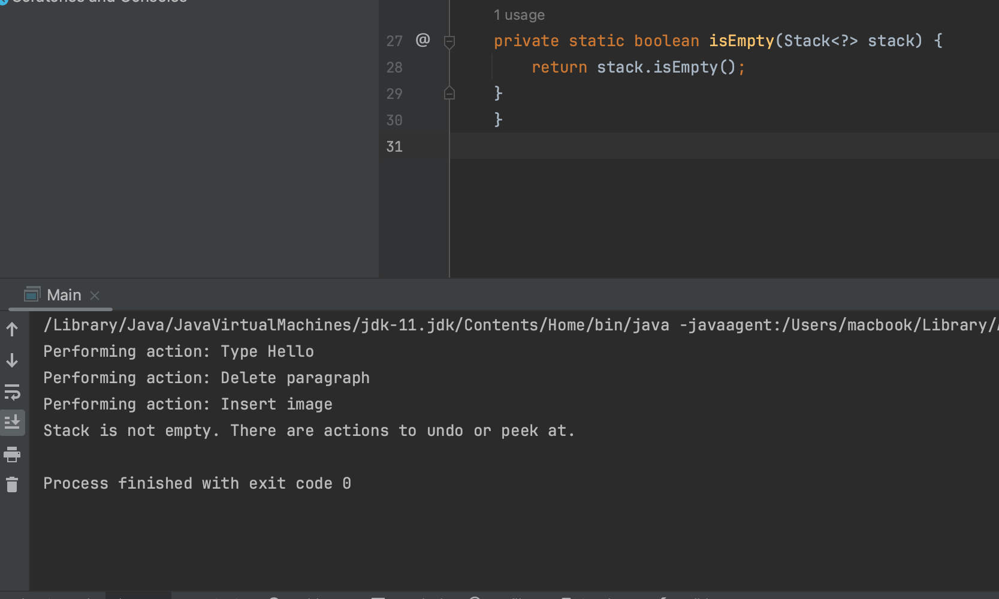 Scratches and Consoles
1 usage
27 @ private static boolean isEmpty(Stack<?> stack) {
28 return stack.isEmpty();
29 }
30 }
31
Main
/Library/Java/JavaVirtualMachines/jdk-11.jdk/Contents/Home/bin/java -javaagent:/Users/macbook/Library/
Performing action: Type Hello
Performing action: Delete paragraph
Performing action: Insert image
Stack is not empty. There are actions to undo or peek at.
Process finished with exit code 0